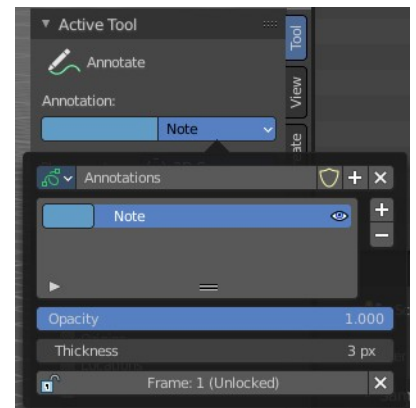 Active Tool
Tool
Annotate
View
Annotation:
Note
Annotations
Note
Opacity 1.000
Thickness 3 px
Frame: 1 (Unlocked)